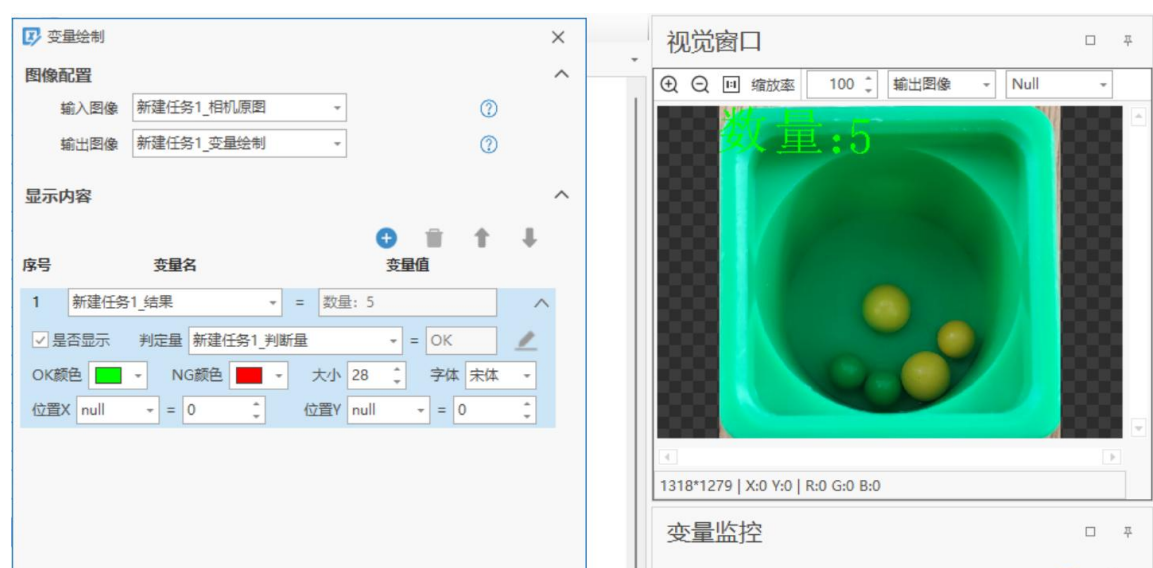 变量绘制
图像配置
输入图像 新建任务1_相机原图
输出图像 新建任务1_变量绘制
显示内容
序号 变量名 变量值
1 新建任务1_结果 = 数量: 5
是否显示 判定量 新建任务1_判断量 = OK
OK颜色 NG颜色 大小 28 字体 宋体
位置X null = 0 位置Y null = 0
视觉窗口
1:1 缩放率 100 输出图像 Null
数量:5
1318*1279 | X:0 Y:0 | R:0 G:0 B:0
变量监控